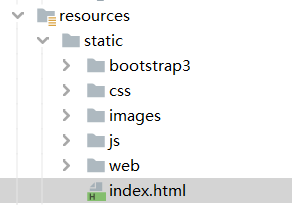 resources
static
bootstrap3
css
images
js
web
index.html